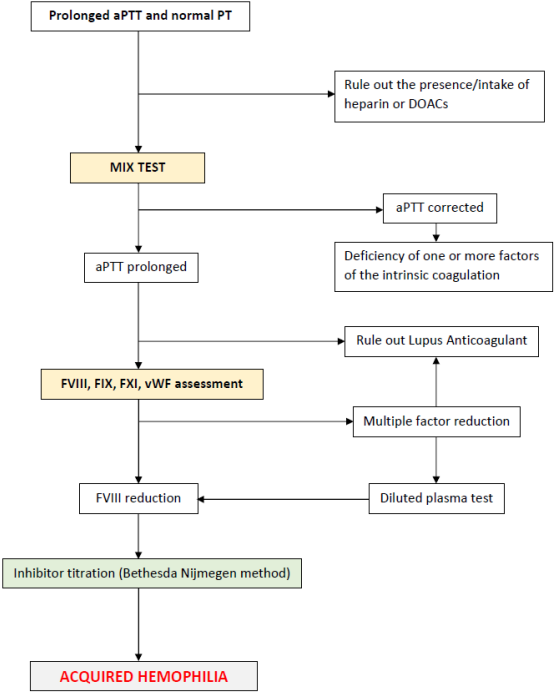 Prolonged aPTT and normal PT
Rule out the presence/intake of
heparin or DOACs
MIX TEST
aPTT corrected
Deficiency of one or more factors
of the intrinsic coagulation
aPTT prolonged
Rule out Lupus Anticoagulant
FVIII, FIX, FXI, vWF assessment
Multiple factor reduction
FVIII reduction
Diluted plasma test
Inhibitor titration (Bethesda Nijmegen method)
ACQUIRED HEMOPHILIA